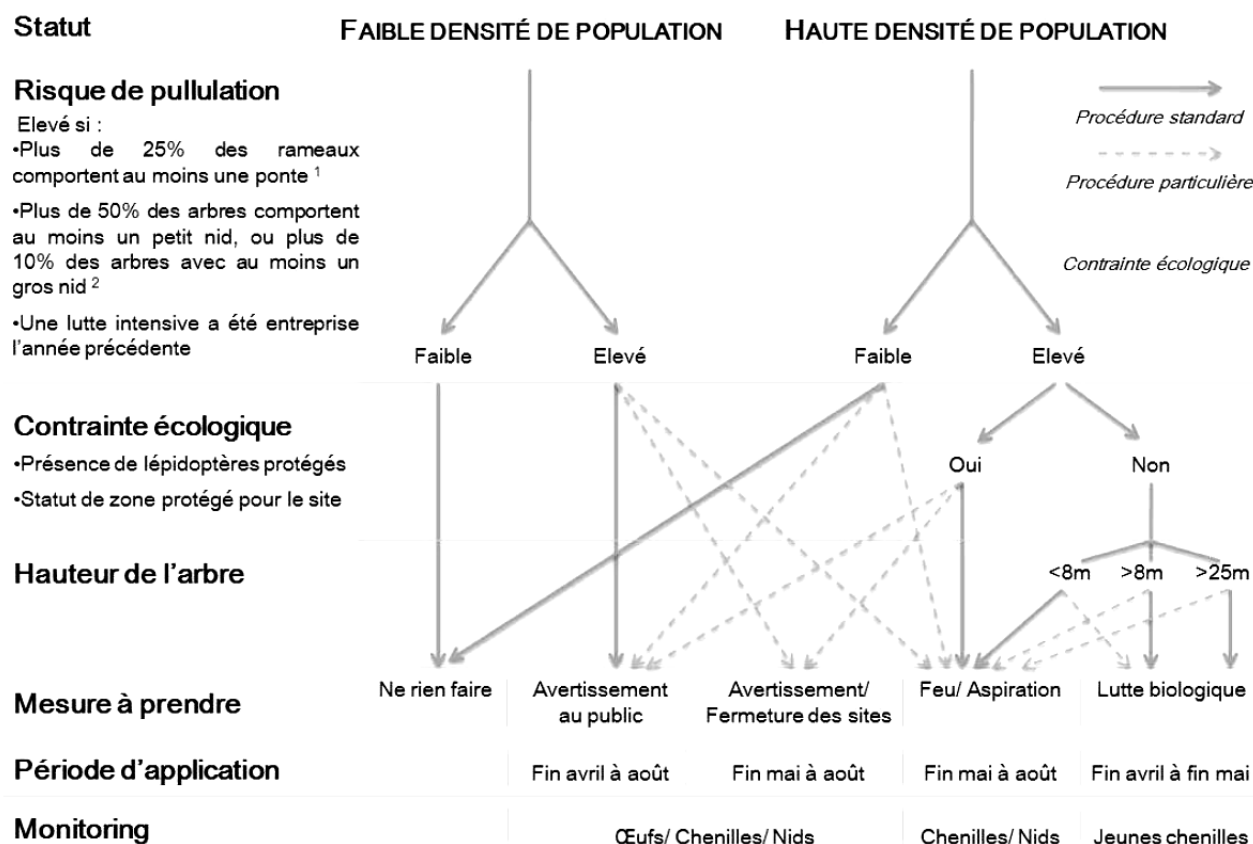 Statut
FAIBLE DENSITÉ DE POPULATION
HAUTE DENSITÉ DE POPULATION
Procédure standard
Procédure particulière
Contrainte écologique
Risque de pullulation
Elevé si :
•Plus de 25% des rameaux
comportent au moins une ponte 1
•Plus de 50% des arbres comportent
au moins un petit nid, ou plus de
10% des arbres avec au moins un
gros nid 2
•Une lutte intensive a été entreprise
l'année précédente
Faible
Elevé
Faible
Elevé
Contrainte écologique
•Présence de lépidoptères protégés
•Statut de zone protégé pour le site
Oui
Non
Hauteur de l'arbre
<8m
>8m
>25m
Mesure à prendre
Ne rien faire
Avertissement
au public
Avertissement/
Fermeture des sites
Feu/ Aspiration
Lutte biologique
Période d'application
Fin avril à août
Fin mai à août
Fin mai à août
Fin avril à fin mai
Monitoring
Œufs/ Chenilles/ Nids
Chenilles/ Nids
Jeunes chenilles